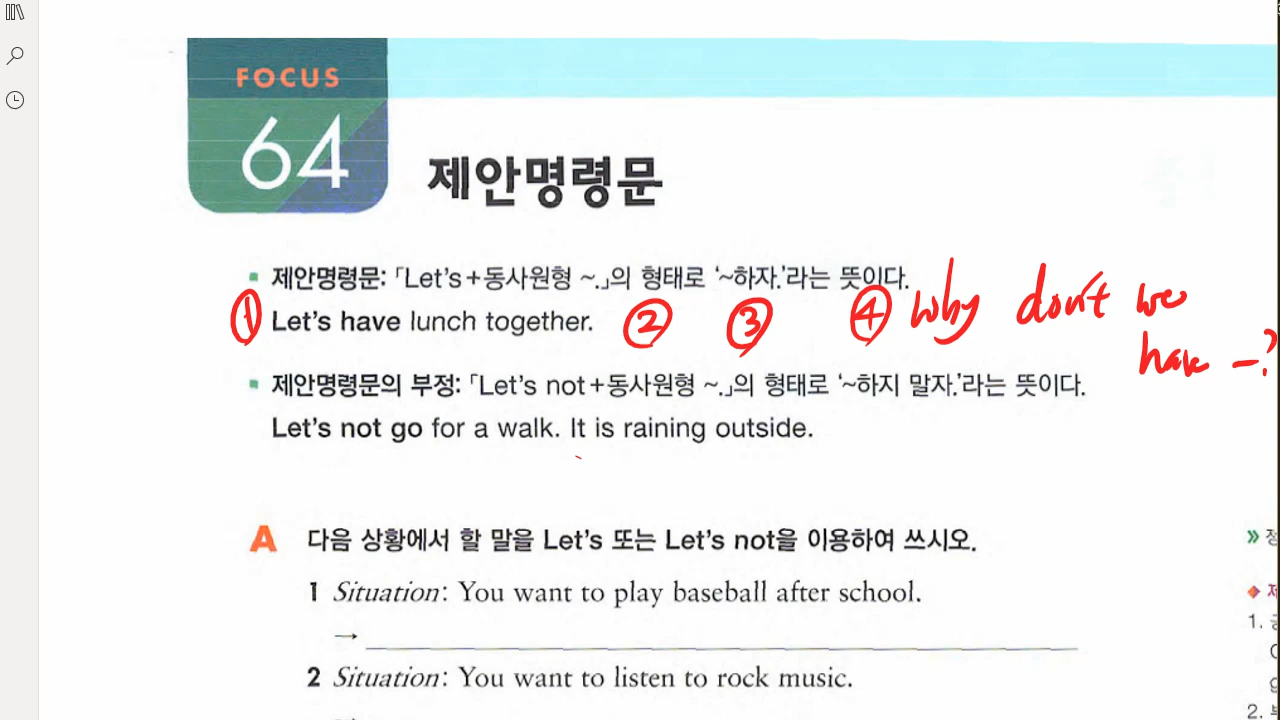 FOCUS
64
제안명령문
제안명령문: 「Let's+동사원형 ~.」의 형태로 '~하자.'라는 뜻이다.
① Let's have lunch together. ② ③ ④ Why don't we
have –?
제안명령문의 부정: 「Let's not+동사원형 ~.」의 형태로 '~하지 말자.'라는 뜻이다.
Let's not go for a walk. It is raining outside.
A 다음 상황에서 할 말을 Let's 또는 Let's not을 이용하여 쓰시오.
1 Situation: You want to play baseball after school.
→
2 Situation: You want to listen to rock music.
1.
2.